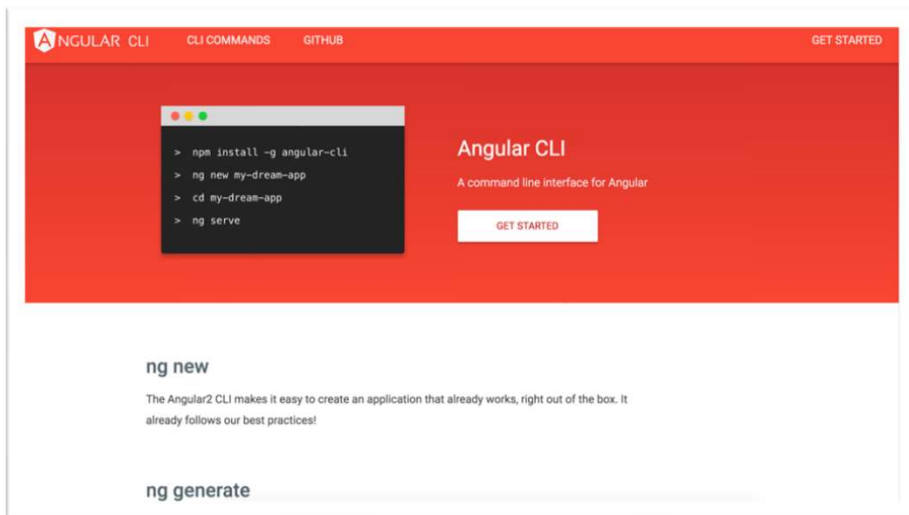 ANGULAR CLI CLI COMMANDS GITHUB GET STARTED
> npm install -g angular-cli
> ng new my-dream-app
> cd my-dream-app
> ng serve
Angular CLI
A command line interface for Angular
GET STARTED
ng new
The Angular2 CLI makes it easy to create an application that already works, right out of the box. It
already follows our best practices!
ng generate